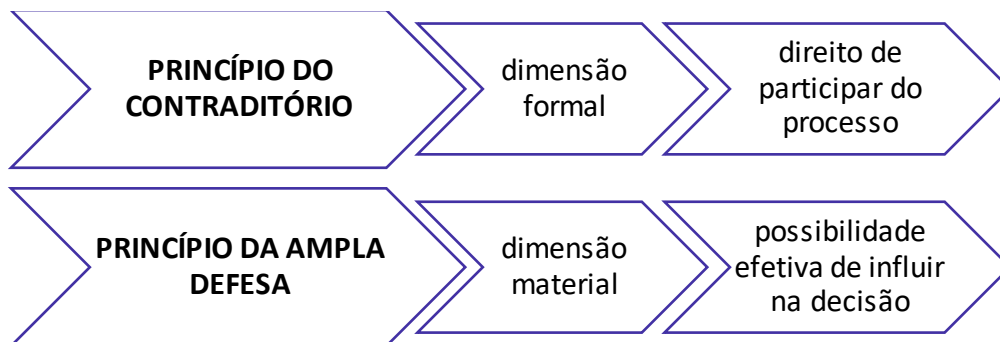 PRINCÍPIO DO
CONTRADITÓRIO
dimensão
formal
direito de
participar do
processo
PRINCÍPIO DA AMPLA
DEFESA
dimensão
material
possibilidade
efetiva de influir
na decisão